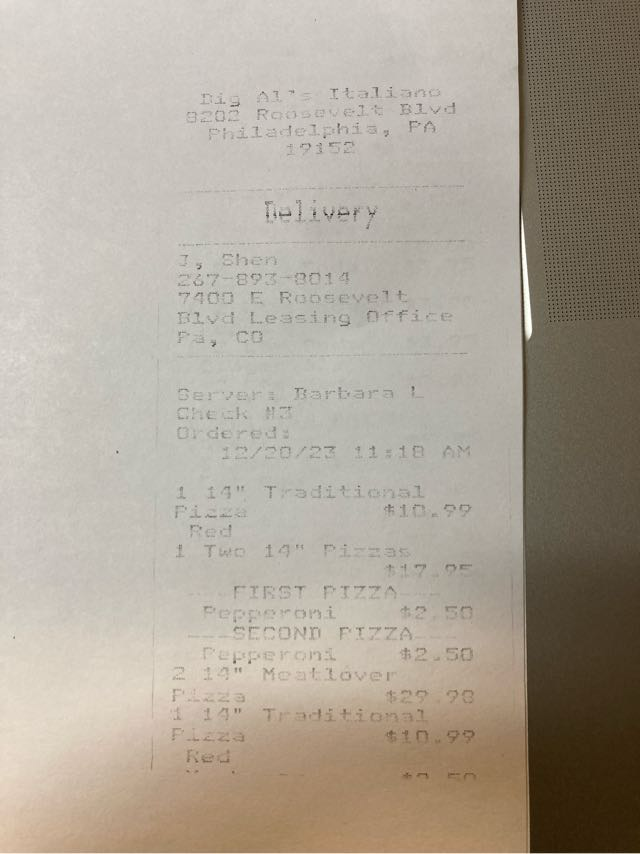 Big Al's Italiano
8202 Roosevelt Blvd
Philadelphia, PA
19152
Delivery
J, Shen
267-893-8014
7400 E Roosevelt
Blvd Leasing Office
Pa, CO
Server: Barbara L
Check #3
Ordered:
12/20/23 11:18 AM
1 14" Traditional
Pizza $10.99
Red
1 Two 14" Pizzas
$17.95
---FIRST PIZZA---
Pepperoni $2.50
---SECOND PIZZA---
Pepperoni $2.50
2 14" Meatlover
Pizza $29.98
1 14" Traditional
Pizza $10.99
Red